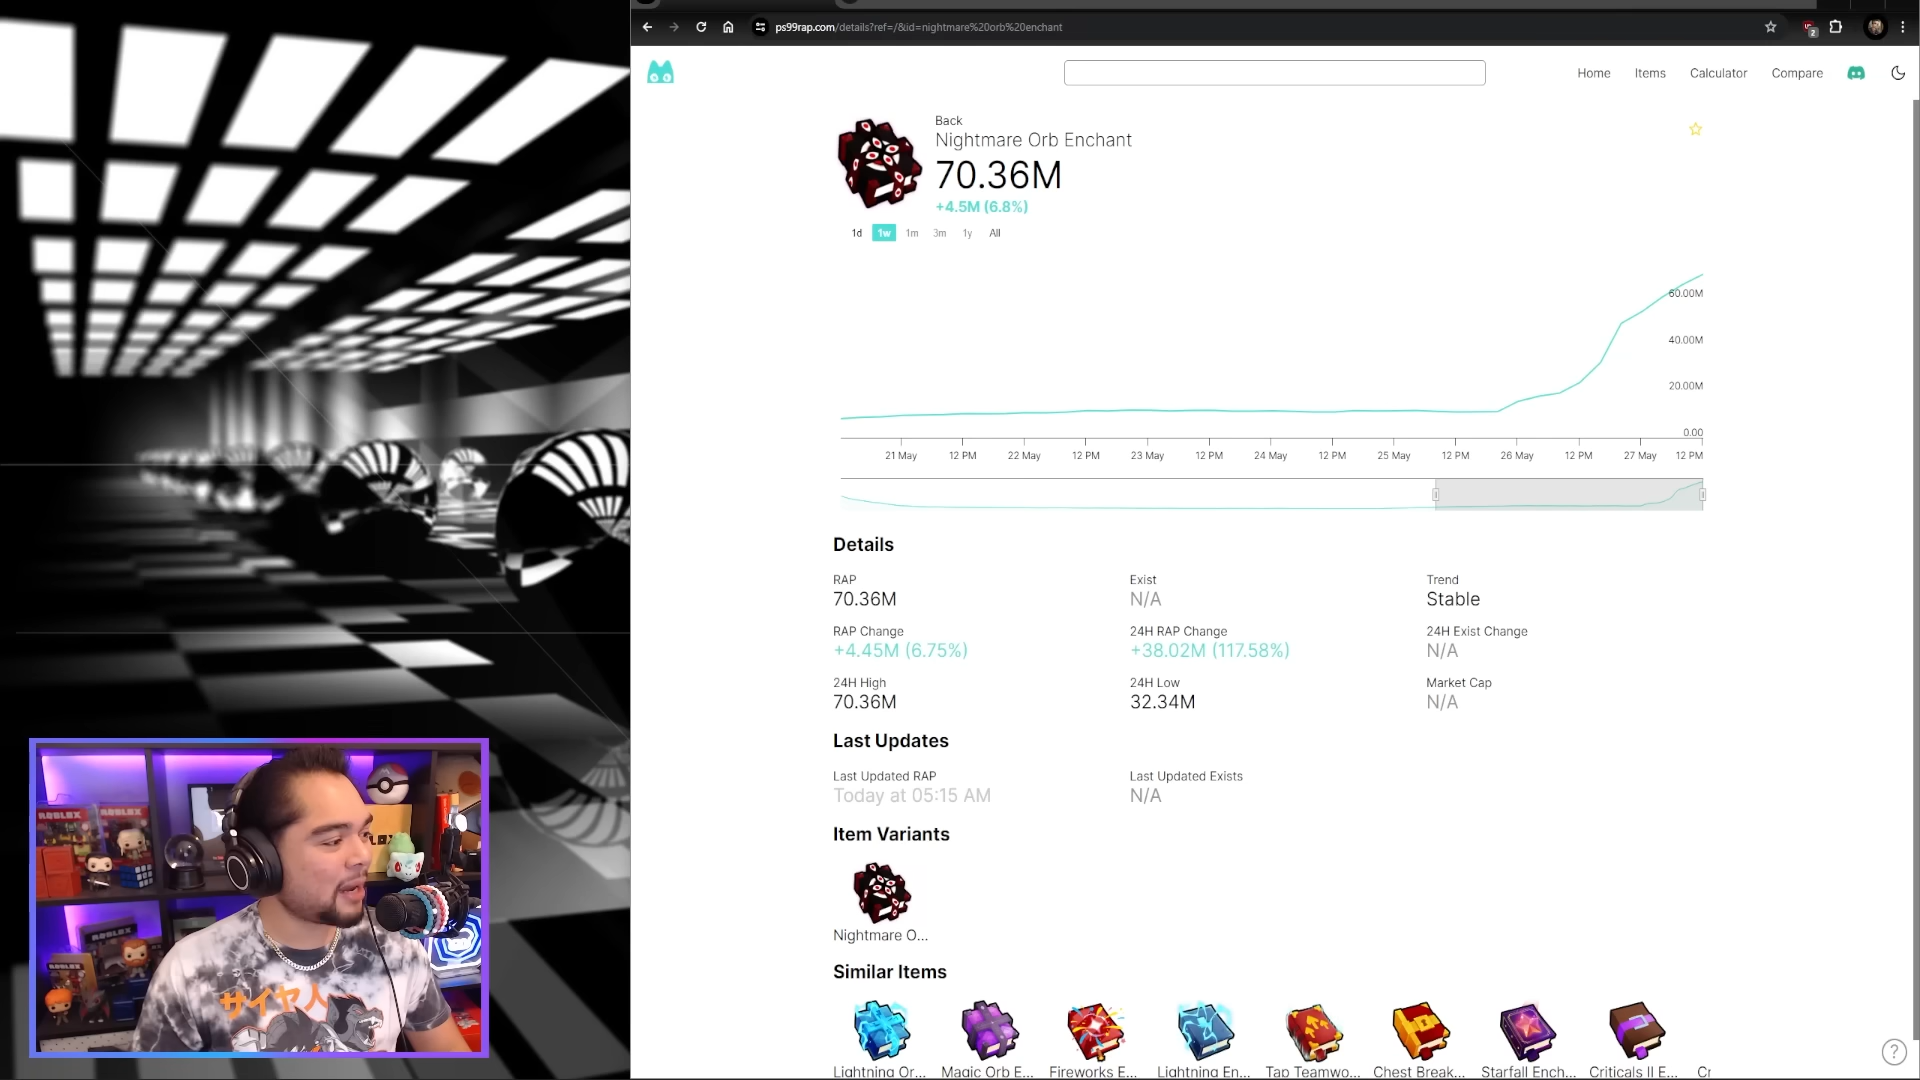 ps99rap.com/details?ref=/&id=nightmare%20orb%20enchant
2
Home
Items
Calculator
Compare
Back
Nightmare Orb Enchant
70.36M
+4.5M (6.8%)
1d 1w 1m 3m 1y All
60.00M
40.00M
20.00M
0.00
21 May 12 PM 22 May 12 PM 23 May 12 PM 24 May 12 PM 25 May 12 PM 26 May 12 PM 27 May 12 PM
Details
RAP
70.36M
Exist
N/A
Trend
Stable
RAP Change
+4.45M (6.75%)
24H RAP Change
+38.02M (117.58%)
24H Exist Change
N/A
24H High
70.36M
24H Low
32.34M
Market Cap
N/A
Last Updates
Last Updated RAP
Today at 05:15 AM
Last Updated Exists
N/A
Item Variants
Nightmare O...
Similar Items
Lightning Or...
Magic Orb E...
Fireworks E...
Lightning En...
Tap Teamwo...
Chest Break...
Starfall Ench...
Criticals II E...
Cr
?
ROBLOX
ROBLOX
ROBLOX
サイヤ人